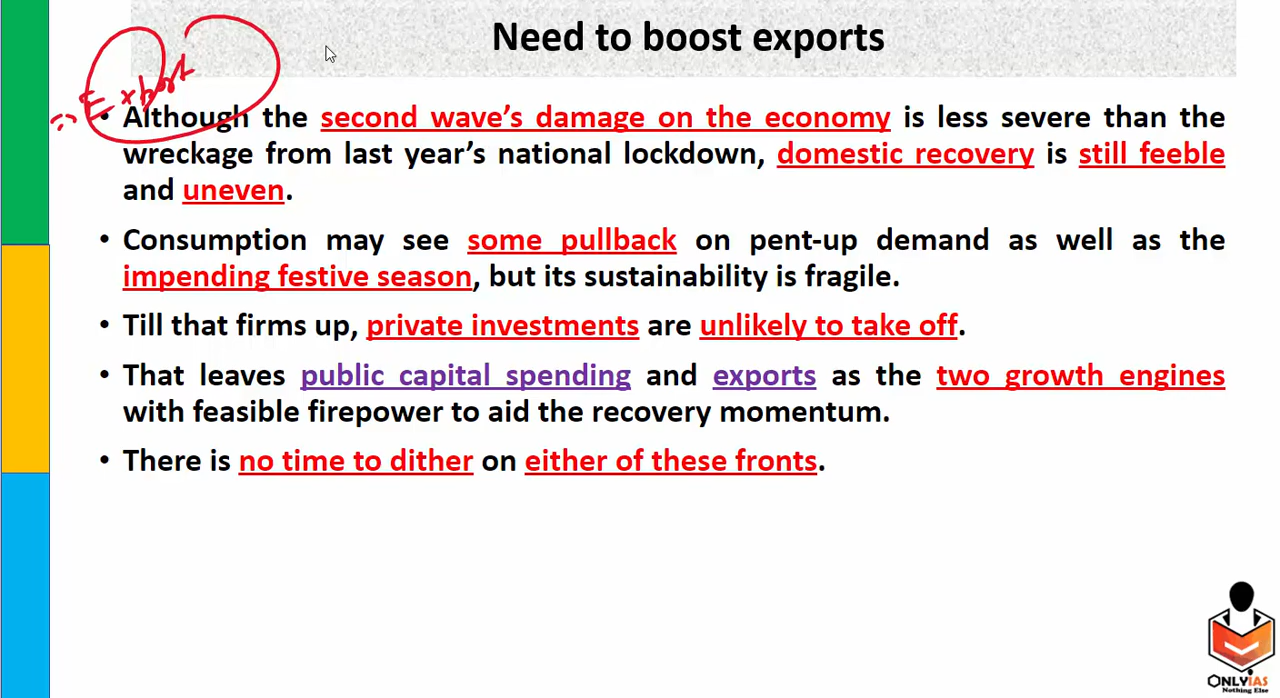 Need to boost exports
Export
• Although the second wave's damage on the economy is less severe than the
wreckage from last year's national lockdown, domestic recovery is still feeble
and uneven.
• Consumption may see some pullback on pent-up demand as well as the
impending festive season, but its sustainability is fragile.
• Till that firms up, private investments are unlikely to take off.
• That leaves public capital spending and exports as the two growth engines
with feasible firepower to aid the recovery momentum.
• There is no time to dither on either of these fronts.
ONLYIAS
Nothing Else